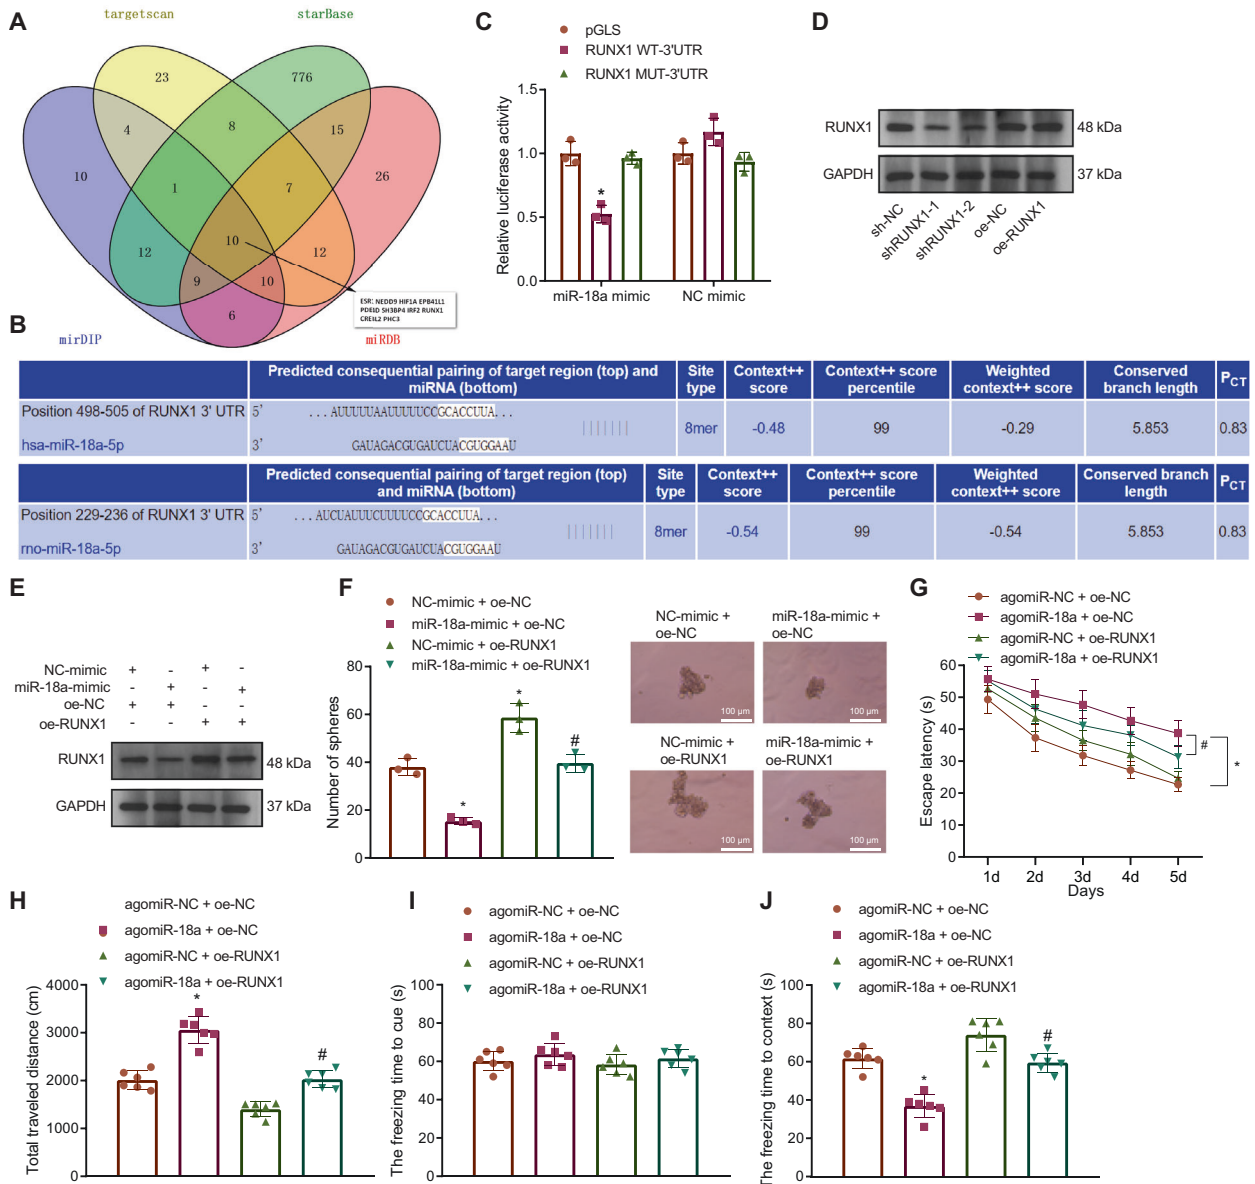 A
targetscan
starBase
23
776
4
8
15
10
1
7
26
12
10
12
9
10
6
mirDIP
miRDB
ESR1 NEDD9 HIF1A EPB41L1
SH3BP4 IRF2 RUNX1
PHC3
C
pGLS
RUNX1 WT-3'UTR
RUNX1 MUT-3'UTR
Relative luciferase activity
1.5
1.0
0.5
0.0
*
miR-18a mimic
NC mimic
D
RUNX1
48 kDa
GAPDH
37 kDa
sh-NC
shRUNX1-1
shRUNX1-2
oe-NC
oe-RUNX1
B
Predicted consequential pairing of target region (top) and miRNA (bottom)
Site type
Context++ score
Context++ score percentile
Weighted context++ score
Conserved branch length
PCT
Position 498-505 of RUNX1 3' UTR 5' ...AUUUUUAAUUUUUCCGCACCUUA...
hsa-miR-18a-5p 3' GAUAGACGUGAUCUACGUGGAAU
8mer -0.48 99 -0.29 5.853 0.83
Predicted consequential pairing of target region (top) and miRNA (bottom)
Site type
Context++ score
Context++ score percentile
Weighted context++ score
Conserved branch length
PCT
Position 229-236 of RUNX1 3' UTR 5' ...AUCUAUUUCUUUUCCGCACCUUA...
rno-miR-18a-5p 3' GAUAGACGUGAUCUACGUGGAAU
8mer -0.54 99 -0.54 5.853 0.83
E
NC-mimic + - + -
miR-18a-mimic - + - +
oe-NC + + - -
oe-RUNX1 - - + +
RUNX1
48 kDa
GAPDH
37 kDa
F
NC-mimic + oe-NC
miR-18a-mimic + oe-NC
NC-mimic + oe-RUNX1
miR-18a-mimic + oe-RUNX1
Number of spheres
80
60
40
20
0
*
*
#
NC-mimic +
oe-NC
miR-18a-mimic +
oe-NC
100 μm
100 μm
NC-mimic +
oe-RUNX1
miR-18a-mimic +
oe-RUNX1
100 μm
100 μm
G
agomiR-NC + oe-NC
agomiR-18a + oe-NC
agomiR-NC + oe-RUNX1
agomiR-18a + oe-RUNX1
Escape latency (s)
60
50
40
30
20
10
0
#
*
1d 2d 3d 4d 5d
Days
H
agomiR-NC + oe-NC
agomiR-18a + oe-NC
agomiR-NC + oe-RUNX1
agomiR-18a + oe-RUNX1
Total traveled distance (cm)
4000
3000
2000
1000
0
*
#
I
agomiR-NC + oe-NC
agomiR-18a + oe-NC
agomiR-NC + oe-RUNX1
agomiR-18a + oe-RUNX1
The freezing time to cue (s)
100
80
60
40
20
0
J
agomiR-NC + oe-NC
agomiR-18a + oe-NC
agomiR-NC + oe-RUNX1
agomiR-18a + oe-RUNX1
The freezing time to context (s)
100
80
60
40
20
0
*
#